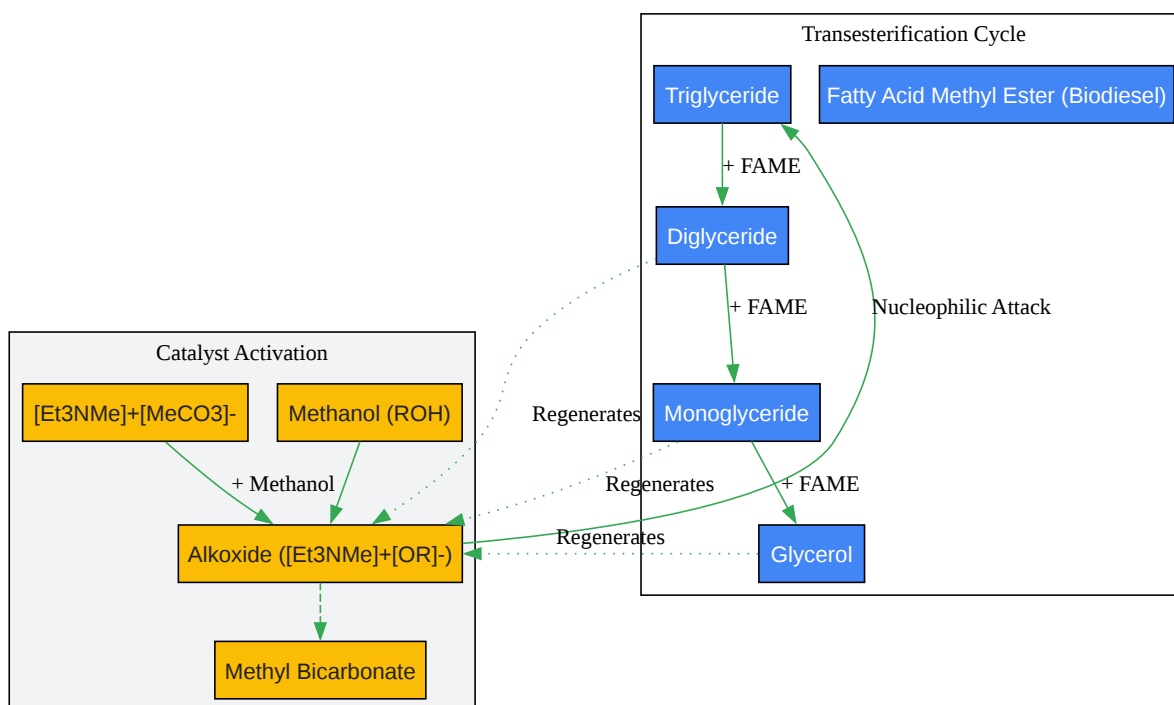 Transesterification Cycle
Triglyceride
Fatty Acid Methyl Ester (Biodiesel)
+ FAME
Diglyceride
+ FAME
Nucleophilic Attack
Catalyst Activation
[Et3NMe]+[MeCO3]-
Methanol (ROH)
Regenerates
Monoglyceride
+ Methanol
Regenerates
+ FAME
Alkoxide ([Et3NMe]+[OR]-)
Regenerates
Glycerol
Methyl Bicarbonate